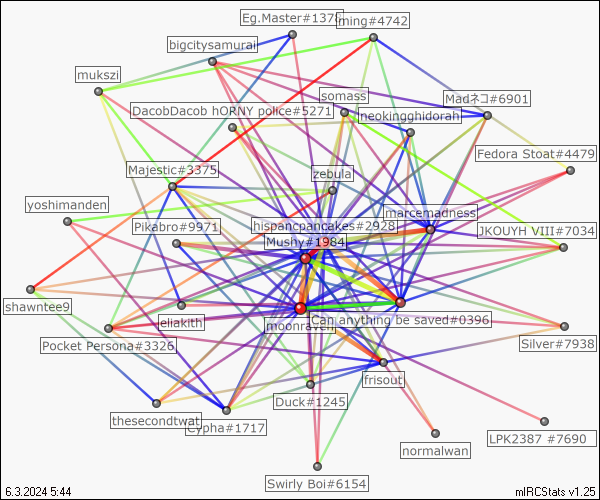 Eg.Master#1378
ming#4742
bigcitysamurai
mukszi
somass
Madネコ#6901
DacobDacob hORNY police#5271
neokinghidorah
Fedora Stoat#4479
Majestic#3375
zebula
yoshimanden
marcemadness
Pikabro#9971
hispancpancakes#2928
JKOUYH VIII#7034
Mushy#1984
shawntee9
eliakith
moonraven
Can anything be saved#0396
Pocket Persona#3326
Silver#7938
frisout
Duck#1245
thesecondtwat
Cypha#1717
LPK2387 #7690
normalwan
Swirly Boi#6154
6.3.2024 5:44
mIRCStats v1.25